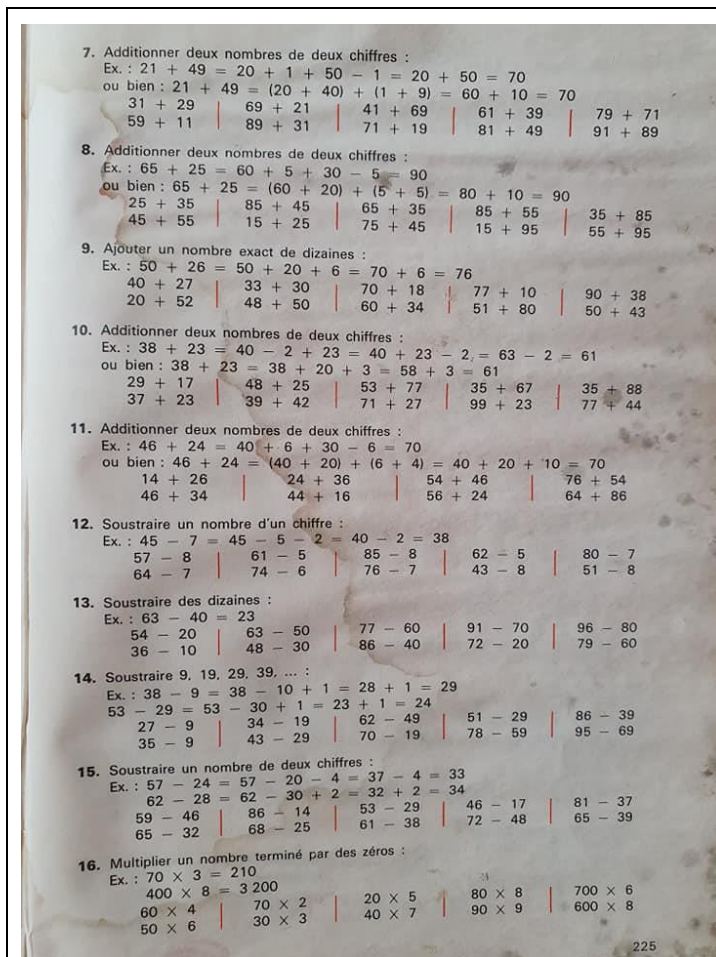 7. Additionner deux nombres de deux chiffres :
Ex. : 21 + 49 = 20 + 1 + 50 − 1 = 20 + 50 = 70
ou bien : 21 + 49 = (20 + 40) + (1 + 9) = 60 + 10 = 70
31 + 29 | 69 + 21 | 41 + 69 | 61 + 39 | 79 + 71
59 + 11 | 89 + 31 | 71 + 19 | 81 + 49 | 91 + 89
8. Additionner deux nombres de deux chiffres :
Ex. : 65 + 25 = 60 + 5 + 30 − 5 = 90
ou bien : 65 + 25 = (60 + 20) + (5 + 5) = 80 + 10 = 90
25 + 35 | 85 + 45 | 65 + 35 | 85 + 55 | 35 + 85
45 + 55 | 15 + 25 | 75 + 45 | 15 + 95 | 55 + 95
9. Ajouter un nombre exact de dizaines :
Ex. : 50 + 26 = 50 + 20 + 6 = 70 + 6 = 76
40 + 27 | 33 + 30 | 70 + 18 | 77 + 10 | 90 + 38
20 + 52 | 48 + 50 | 60 + 34 | 51 + 80 | 50 + 43
10. Additionner deux nombres de deux chiffres :
Ex. : 38 + 23 = 40 − 2 + 23 = 40 + 23 − 2 = 63 − 2 = 61
ou bien : 38 + 23 = 38 + 20 + 3 = 58 + 3 = 61
29 + 17 | 48 + 25 | 53 + 77 | 35 + 67 | 35 + 88
37 + 23 | 39 + 42 | 71 + 27 | 99 + 23 | 77 + 44
11. Additionner deux nombres de deux chiffres :
Ex. : 46 + 24 = 40 + 6 + 30 − 6 = 70
ou bien : 46 + 24 = (40 + 20) + (6 + 4) = 40 + 20 + 10 = 70
14 + 26 | 24 + 36 | 54 + 46 | 76 + 54
46 + 34 | 44 + 16 | 56 + 24 | 64 + 86
12. Soustraire un nombre d'un chiffre :
Ex. : 45 − 7 = 45 − 5 − 2 = 40 − 2 = 38
57 − 8 | 61 − 5 | 85 − 8 | 62 − 5 | 80 − 7
64 − 7 | 74 − 6 | 76 − 7 | 43 − 8 | 51 − 8
13. Soustraire des dizaines :
Ex. : 63 − 40 = 23
54 − 20 | 63 − 50 | 77 − 60 | 91 − 70 | 96 − 80
36 − 10 | 48 − 30 | 86 − 40 | 72 − 20 | 79 − 60
14. Soustraire 9, 19, 29, 39, ... :
Ex. : 38 − 9 = 38 − 10 + 1 = 28 + 1 = 29
53 − 29 = 53 − 30 + 1 = 23 + 1 = 24
27 − 9 | 34 − 19 | 62 − 49 | 51 − 29 | 86 − 39
35 − 9 | 43 − 29 | 70 − 19 | 78 − 59 | 95 − 69
15. Soustraire un nombre de deux chiffres :
Ex. : 57 − 24 = 57 − 20 − 4 = 37 − 4 = 33
62 − 28 = 62 − 30 + 2 = 32 + 2 = 34
59 − 46 | 86 − 14 | 53 − 29 | 46 − 17 | 81 − 37
65 − 32 | 68 − 25 | 61 − 38 | 72 − 48 | 65 − 39
16. Multiplier un nombre terminé par des zéros :
Ex. : 70 × 3 = 210
400 × 8 = 3 200
60 × 4 | 70 × 2 | 20 × 5 | 80 × 8 | 700 × 6
50 × 6 | 30 × 3 | 40 × 7 | 90 × 9 | 600 × 8
225